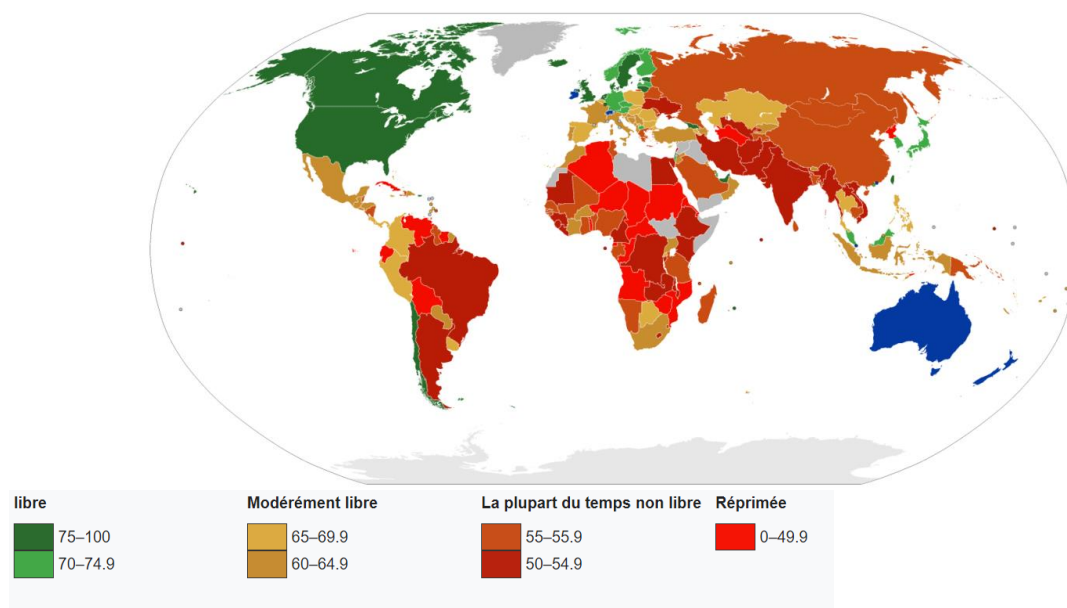 libre
75–100
70–74.9
Modérément libre
65–69.9
60–64.9
La plupart du temps non libre
55–55.9
50–54.9
Réprimée
0–49.9